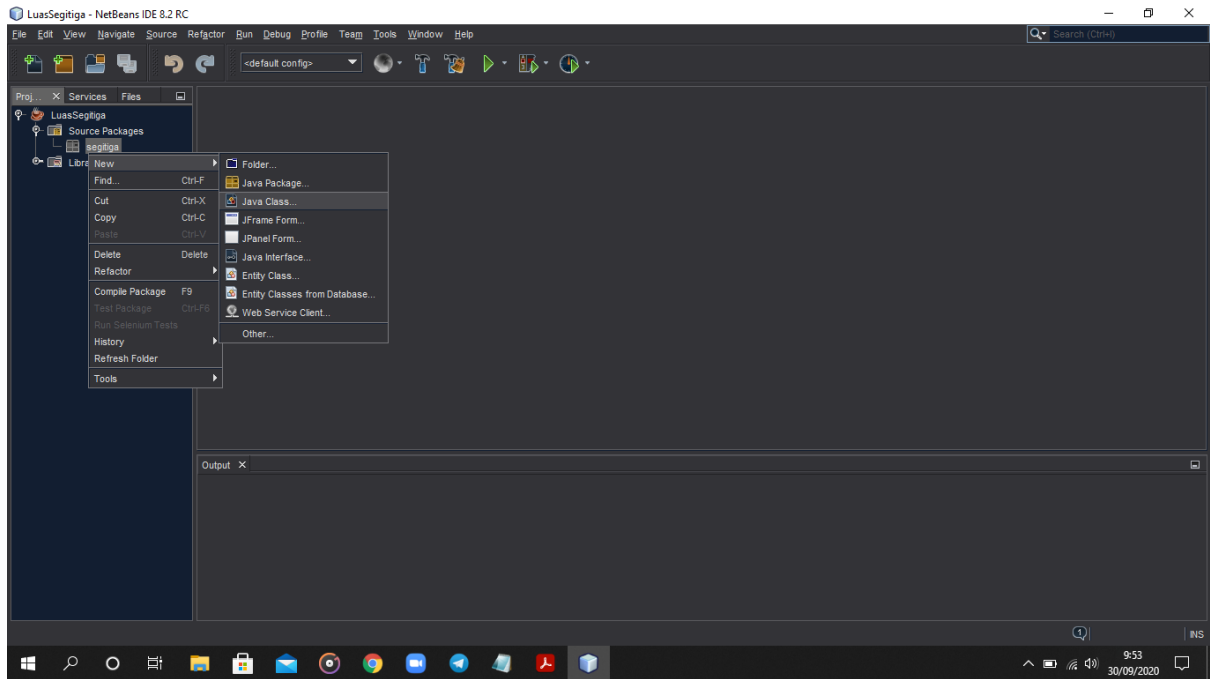 LuasSegitiga - NetBeans IDE 8.2 RC
File Edit View Navigate Source Refactor Run Debug Profile Team Tools Window Help
Search (Ctrl+I)
<default config>
Proj... Services Files
LuasSegitiga
Source Packages
segitiga
Libra
New
Find... Ctrl-F
Cut Ctrl-X
Copy Ctrl-C
Paste Ctrl-V
Delete Delete
Refactor
Compile Package F9
Test Package Ctrl-F6
Run Selenium Tests
History
Refresh Folder
Tools
Folder...
Java Package...
Java Class...
JFrame Form...
JPanel Form...
Java Interface...
Entity Class...
Entity Classes from Database...
Web Service Client...
Other...
Output
1
INS
9:53
30/09/2020